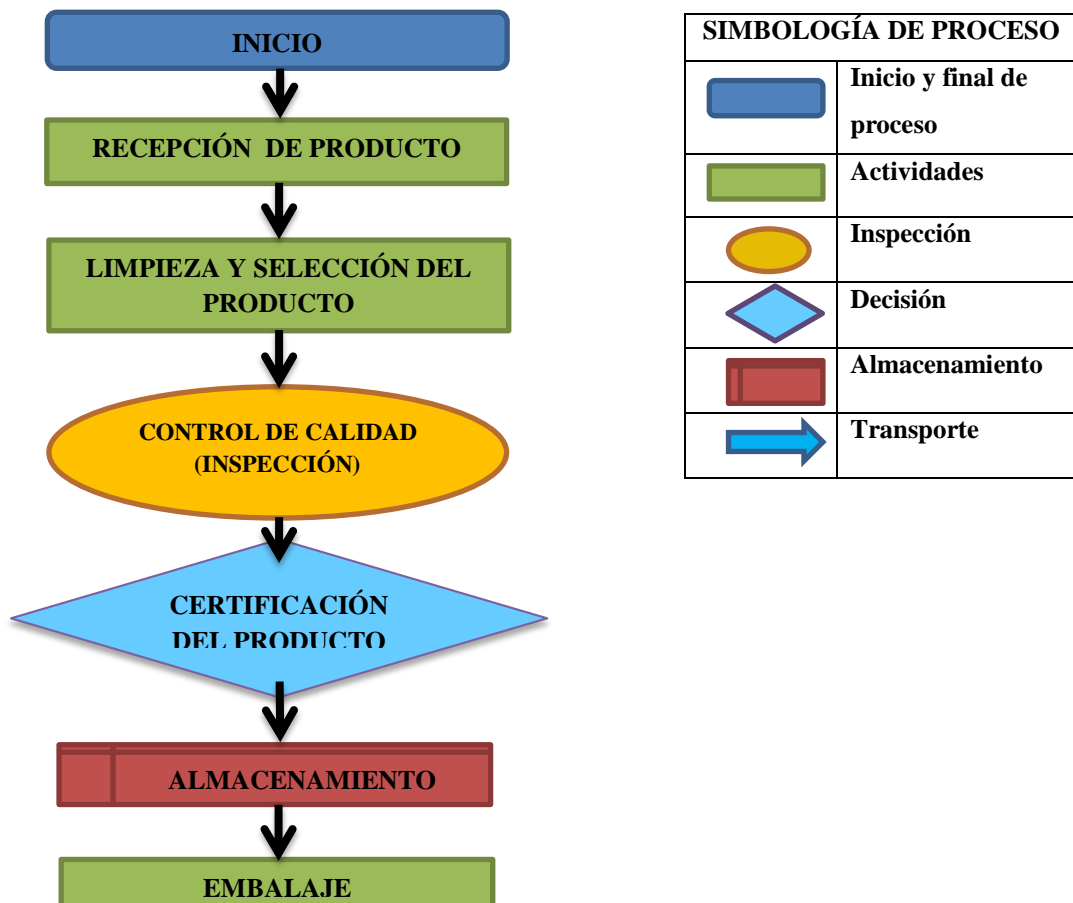 INICIO
RECEPCIÓN DE PRODUCTO
LIMPIEZA Y SELECCIÓN DEL
PRODUCTO
CONTROL DE CALIDAD
(INSPECCIÓN)
CERTIFICACIÓN
DEL PRODUCTO
ALMACENAMIENTO
EMBALAJE
SIMBOLOGÍA DE PROCESO
Inicio y final de
proceso
Actividades
Inspección
Decisión
Almacenamiento
Transporte